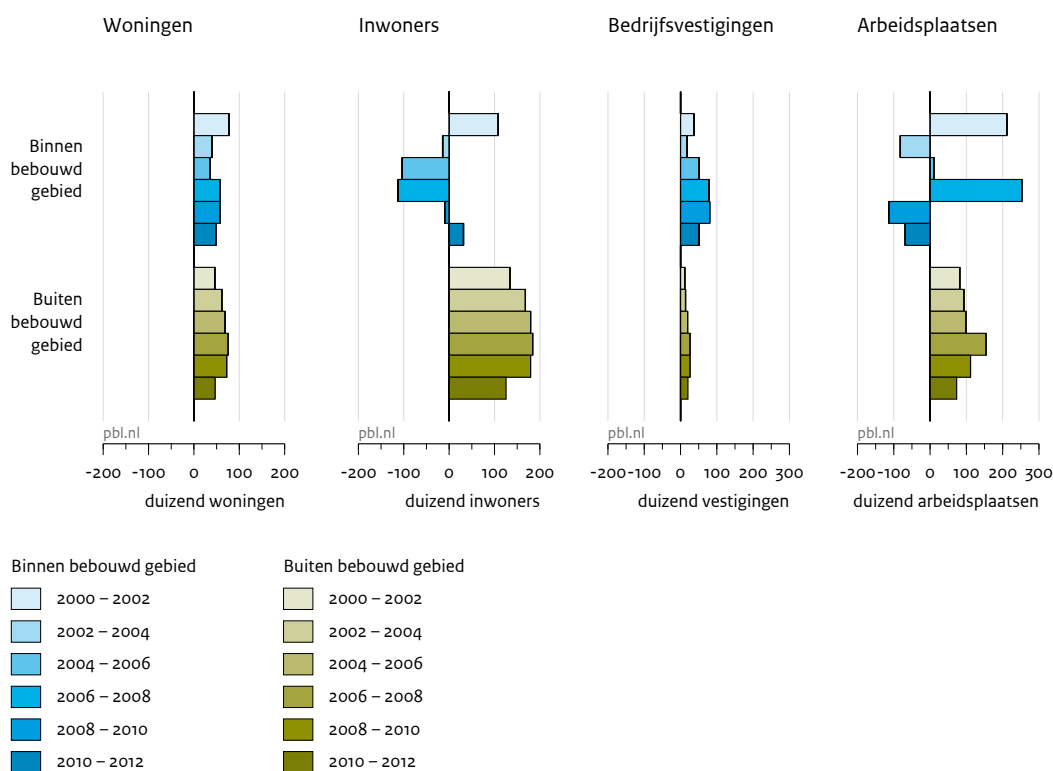 Woningen
Inwoners
Bedrijfsvestigingen
Arbeidsplaatsen
Binnen
bebouwd
gebied
Buiten
bebouwd
gebied
pbl.nl
pbl.nl
pbl.nl
pbl.nl
-200 -100 0 100 200
-200 -100 0 100 200
-200 -100 0 100 200 300
-200 -100 0 100 200 300
duizend woningen
duizend inwoners
duizend vestigingen
duizend arbeidsplaatsen
Binnen bebouwd gebied
2000 – 2002
2002 – 2004
2004 – 2006
2006 – 2008
2008 – 2010
2010 – 2012
Buiten bebouwd gebied
2000 – 2002
2002 – 2004
2004 – 2006
2006 – 2008
2008 – 2010
2010 – 2012